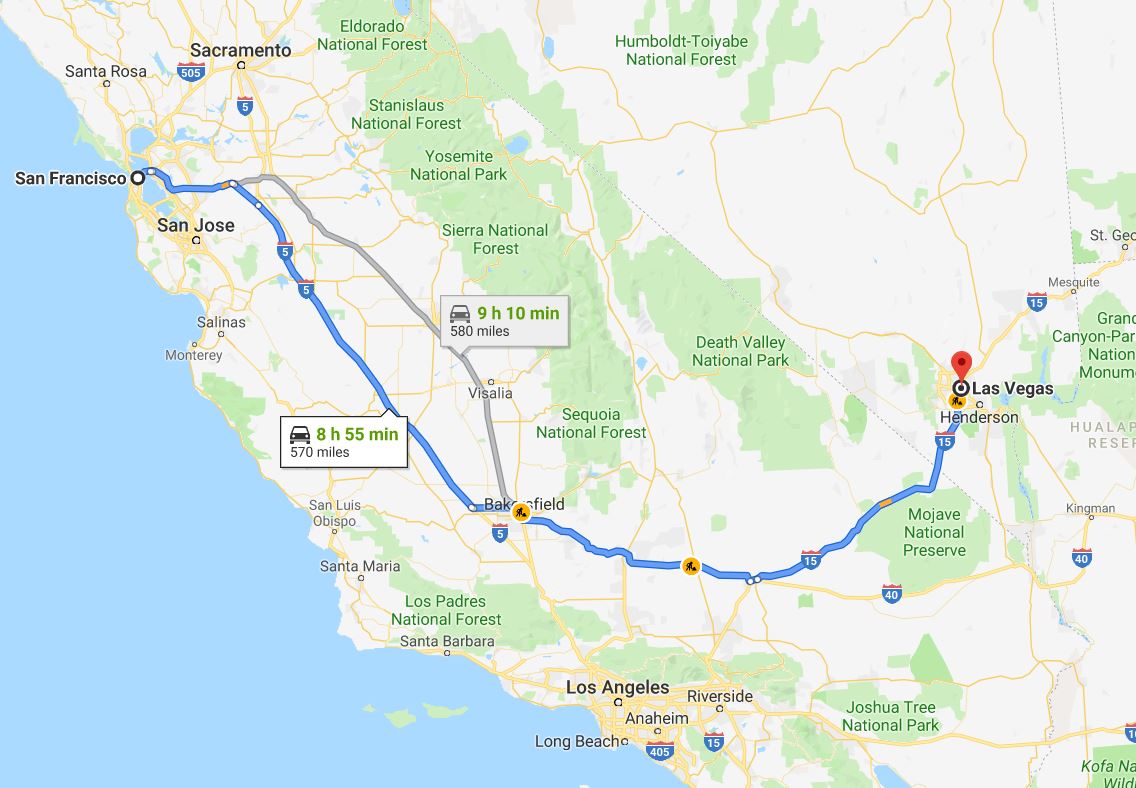 Eldorado
National Forest
Humboldt-Toiyabe
National Forest
Sacramento
Santa Rosa
505
5
Stanislaus
National Forest
Yosemite
National Park
San Francisco
San Jose
Sierra National
Forest
St. Geo
5
Mesquite
5
15
9 h 10 min
580 miles
Salinas
Monterey
Death Valley
National Park
Grand
Canyon-Par
Nation
Monum
Visalia
Las Vegas
Henderson
Sequoia
National Forest
8 h 55 min
570 miles
HUALAP
RESER
15
San Luis
Obispo
Bakersfield
5
Mojave
National
Preserve
Kingman
15
40
40
Santa Maria
Los Padres
National Forest
Santa Barbara
Los Angeles
Riverside
Anaheim
Long Beach
405
15
Joshua Tree
National Park
10
Kofa Na
Wildl